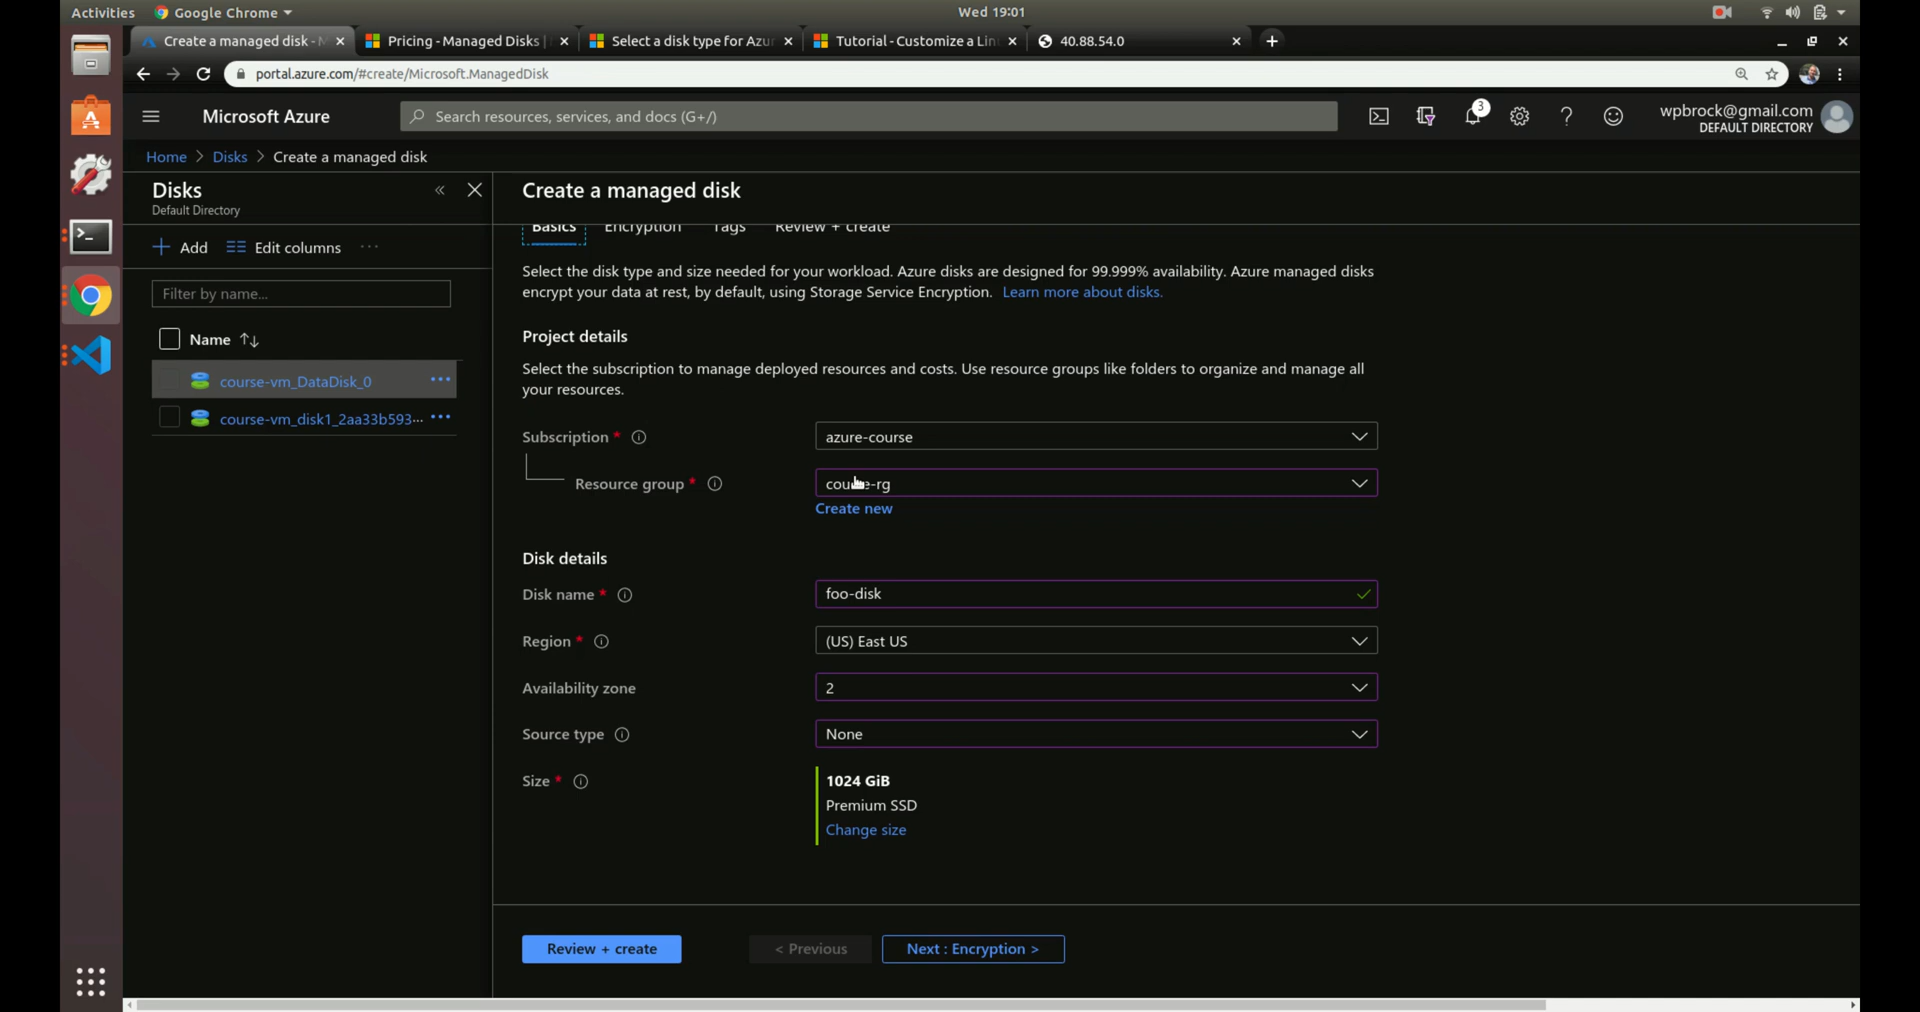 Activities
Google Chrome
Wed 19:01
Create a managed disk - M
Pricing - Managed Disks |
Select a disk type for Azur
Tutorial - Customize a Lin
40.88.54.0
portal.azure.com/#create/Microsoft.ManagedDisk
Microsoft Azure
Search resources, services, and docs (G+/)
3
wpbrock@gmail.com
DEFAULT DIRECTORY
Home > Disks > Create a managed disk
Disks
Default Directory
Add
Edit columns
Filter by name...
Name
course-vm_DataDisk_0
course-vm_disk1_2aa33b593···
Create a managed disk
Basics
Encryption
Tags
Review + create
Select the disk type and size needed for your workload. Azure disks are designed for 99.999% availability. Azure managed disks
encrypt your data at rest, by default, using Storage Service Encryption. Learn more about disks.
Project details
Select the subscription to manage deployed resources and costs. Use resource groups like folders to organize and manage all
your resources.
Subscription *
azure-course
Resource group *
course-rg
Create new
Disk details
Disk name *
foo-disk
Region *
(US) East US
Availability zone
2
Source type
None
Size *
1024 GiB
Premium SSD
Change size
Review + create
< Previous
Next : Encryption >